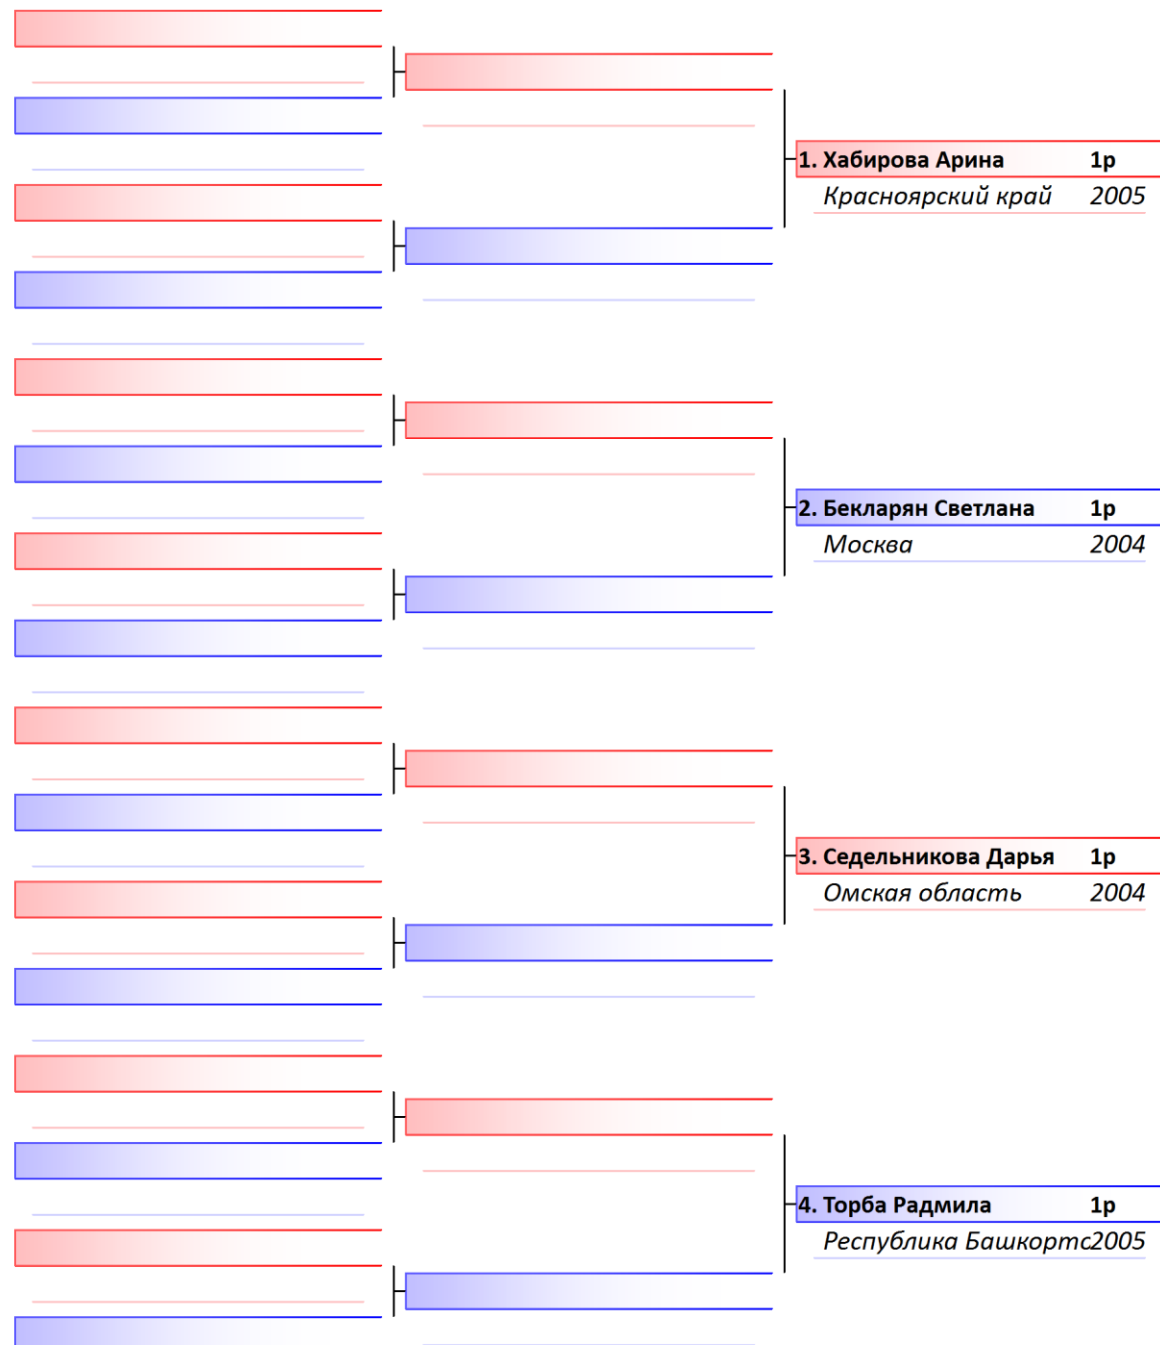 1. Хабирова Арина 1р
Красноярский край 2005
2. Бекларян Светлана 1р
Москва 2004
3. Седельникова Дарья 1р
Омская область 2004
4. Торба Радмила 1р
Республика Башкортс2005